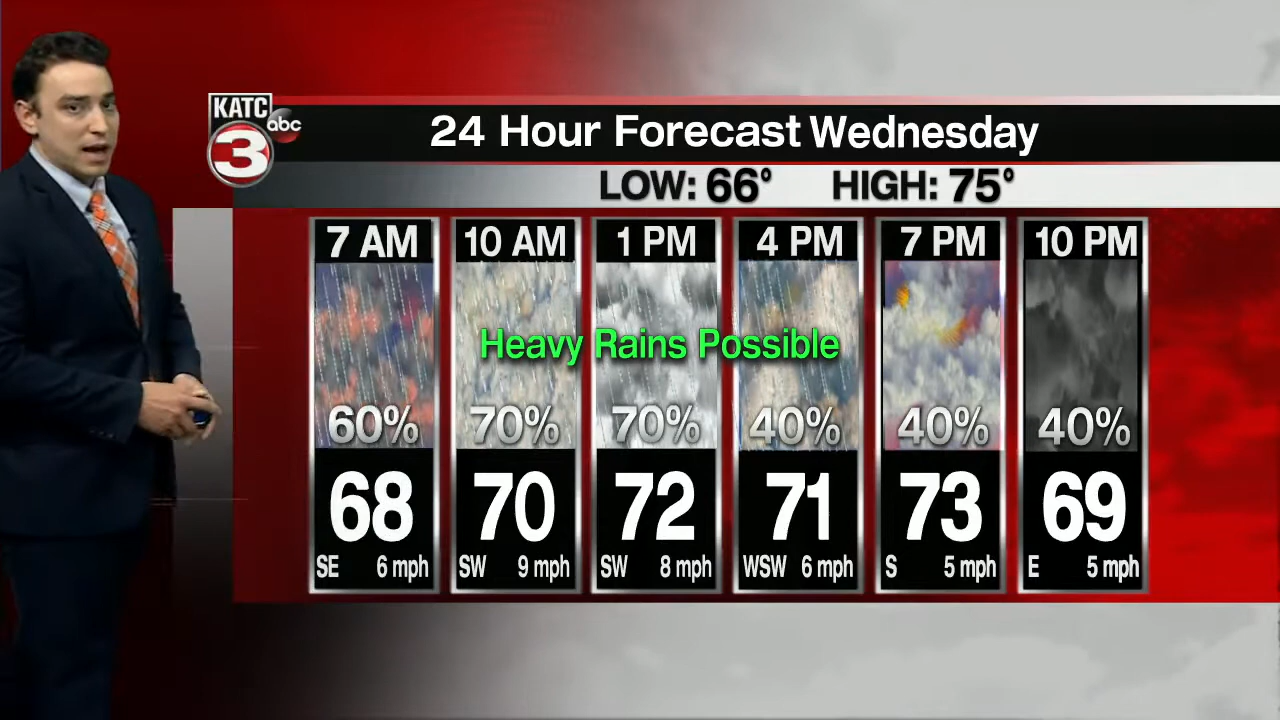 KATC
abc
3
24 Hour Forecast Wednesday
LOW: 66° HIGH: 75°
7 AM 10 AM 1 PM 4 PM 7 PM 10 PM
Heavy Rains Possible
60% 70% 70% 40% 40% 40%
68 70 72 71 73 69
SE 6 mph SW 9 mph SW 8 mph WSW 6 mph S 5 mph E 5 mph